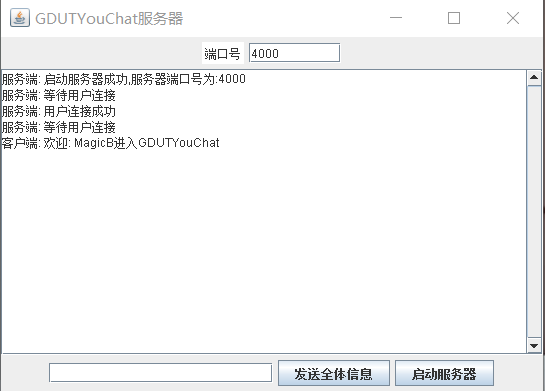 GDUTYouChat服务器
端口号 4000
服务端: 启动服务器成功,服务器端口号为:4000
服务端: 等待用户连接
服务端: 用户连接成功
服务端: 等待用户连接
客户端: 欢迎: MagicB进入GDUTYouChat
发送全体信息 启动服务器